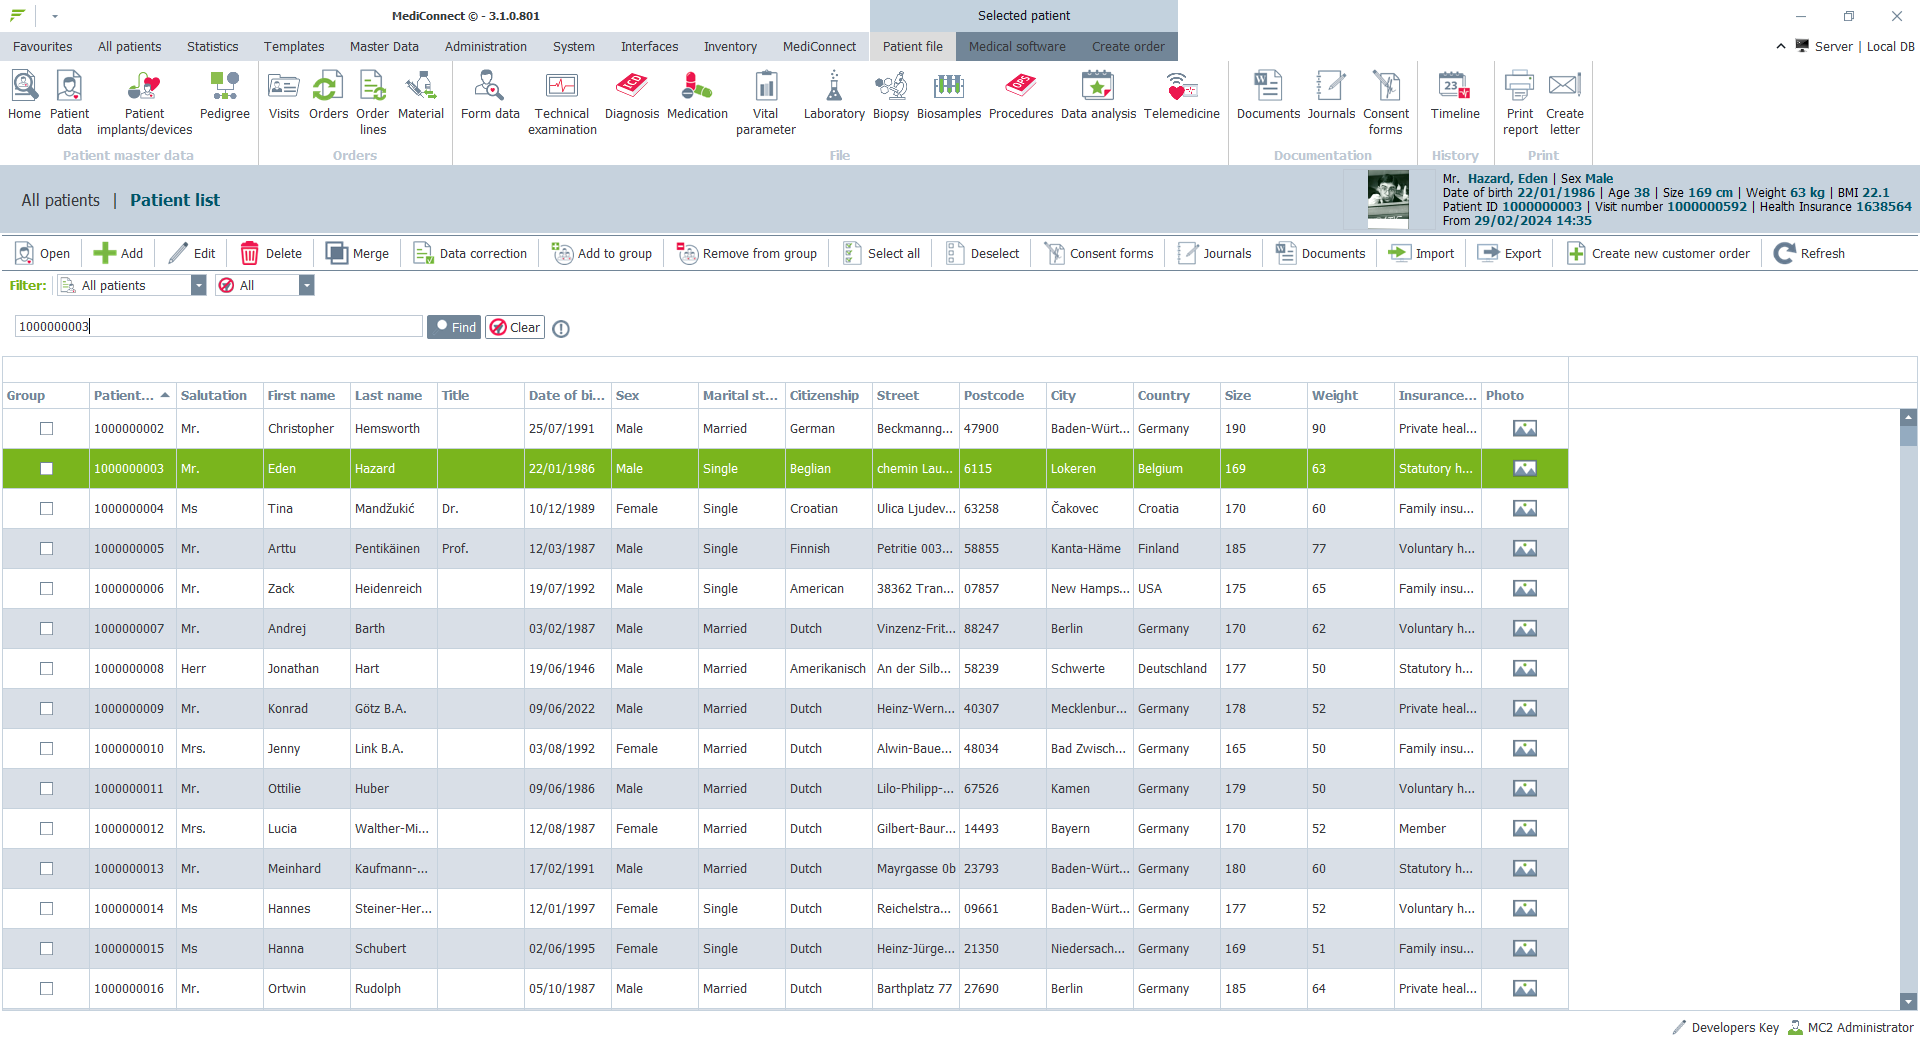 MediConnect © - 3.1.0.801
Selected patient
Favourites All patients Statistics Templates Master Data Administration System Interfaces Inventory MediConnect Patient file Medical software Create order Server | Local DB
Home Patient data Patient implants/devices Pedigree Visits Orders Order lines Material Form data Technical examination Diagnosis Medication Vital parameter Laboratory Biopsy Biosamples Procedures Data analysis Telemedicine Documents Journals Consent forms Timeline Print report Create letter
Patient master data Orders File Documentation History Print
All patients | Patient list
Mr. Hazard, Eden | Sex Male
Date of birth 22/01/1986 | Age 38 | Size 169 cm | Weight 63 kg | BMI 22.1
Patient ID 1000000003 | Visit number 1000000592 | Health Insurance 1638564
From 29/02/2024 14:35
Open Add Edit Delete Merge Data correction Add to group Remove from group Select all Deselect Consent forms Journals Documents Import Export Create new customer order Refresh
Filter: All patients All
1000000003 Find Clear
Group Patient... Salutation First name Last name Title Date of bi... Sex Marital st... Citizenship Street Postcode City Country Size Weight Insurance... Photo
1000000002 Mr. Christopher Hemsworth 25/07/1991 Male Married German Beckmanng... 47900 Baden-Würt... Germany 190 90 Private heal...
1000000003 Mr. Eden Hazard 22/01/1986 Male Single Beglian chemin Lau... 6115 Lokeren Belgium 169 63 Statutory h...
1000000004 Ms Tina Mandžukić Dr. 10/12/1989 Female Single Croatian Ulica Ljudev... 63258 Čakovec Croatia 170 60 Family insu...
1000000005 Mr. Arttu Pentikäinen Prof. 12/03/1987 Male Single Finnish Petritie 003... 58855 Kanta-Häme Finland 185 77 Voluntary h...
1000000006 Mr. Zack Heidenreich 19/07/1992 Male Single American 38362 Tran... 07857 New Hamps... USA 175 65 Family insu...
1000000007 Mr. Andrej Barth 03/02/1987 Male Married Dutch Vinzenz-Frit... 88247 Berlin Germany 170 62 Voluntary h...
1000000008 Herr Jonathan Hart 19/06/1946 Male Married Amerikanisch An der Silb... 58239 Schwerte Deutschland 177 50 Statutory h...
1000000009 Mr. Konrad Götz B.A. 09/06/2022 Male Married Dutch Heinz-Wern... 40307 Mecklenbur... Germany 178 52 Private heal...
1000000010 Mrs. Jenny Link B.A. 03/08/1992 Female Married Dutch Alwin-Baue... 48034 Bad Zwisch... Germany 165 50 Family insu...
1000000011 Mr. Ottilie Huber 09/06/1986 Male Married Dutch Lilo-Philipp-... 67526 Kamen Germany 179 50 Voluntary h...
1000000012 Mrs. Lucia Walther-Mi... 12/08/1987 Female Married Dutch Gilbert-Baur... 14493 Bayern Germany 170 52 Member
1000000013 Mr. Meinhard Kaufmann-... 17/02/1991 Male Married Dutch Mayrgasse 0b 23793 Baden-Würt... Germany 180 60 Statutory h...
1000000014 Ms Hannes Steiner-Her... 12/01/1997 Female Single Dutch Reichelstra... 09661 Baden-Würt... Germany 177 52 Voluntary h...
1000000015 Ms Hanna Schubert 02/06/1995 Female Single Dutch Heinz-Jürge... 21350 Niedersach... Germany 169 51 Family insu...
1000000016 Mr. Ortwin Rudolph 05/10/1987 Male Married Dutch Barthplatz 77 27690 Berlin Germany 185 64 Private heal...
Developers Key MC2 Administrator